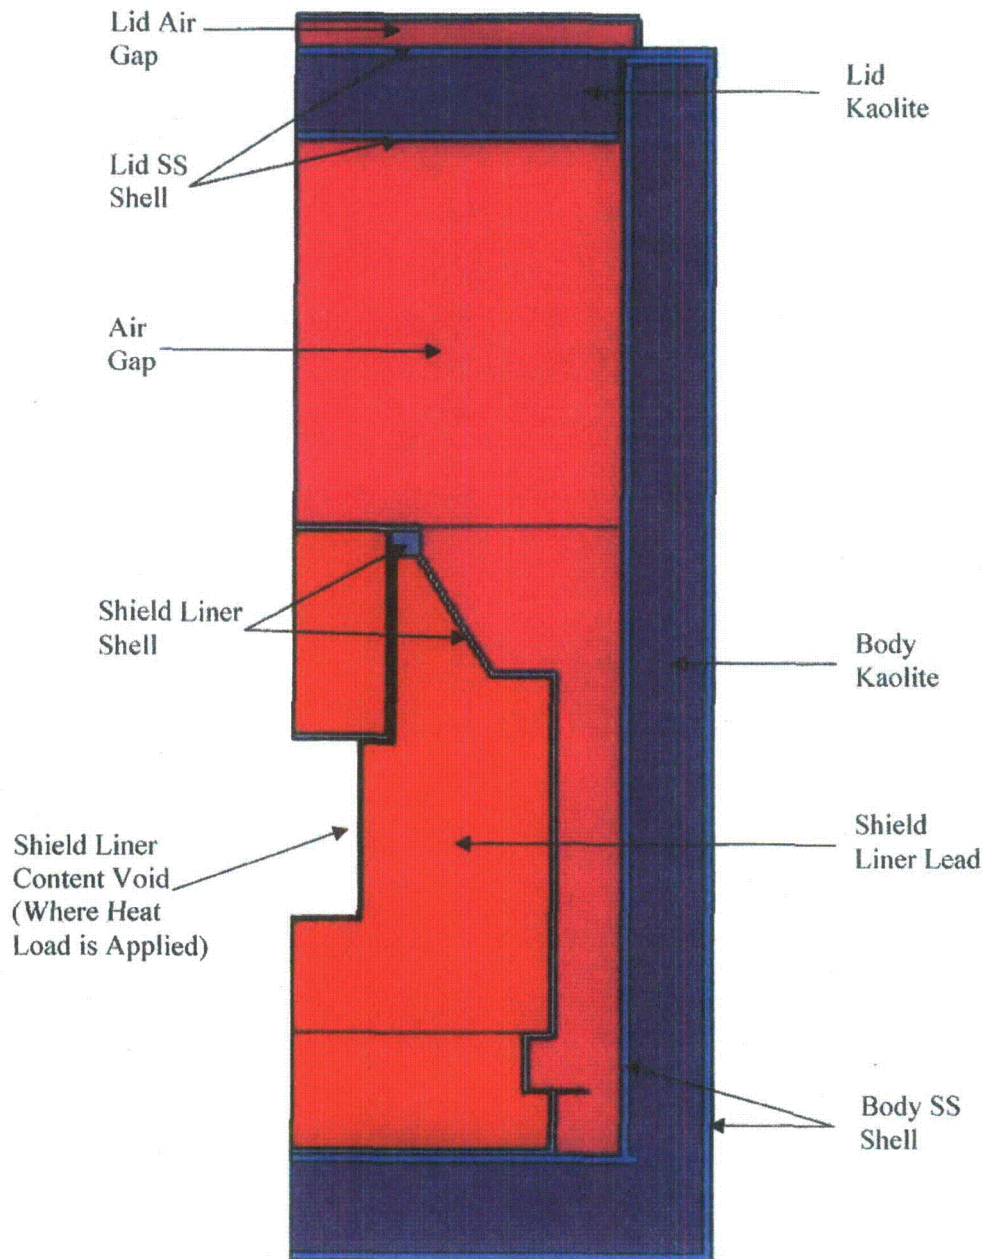 Lid Air
Gap
Lid
Kaolite
Lid SS
Shell
Air
Gap
Shield Liner
Shell
Body
Kaolite
Shield
Liner Lead
Shield Liner
Content Void
(Where Heat
Load is Applied)
Body SS
Shell